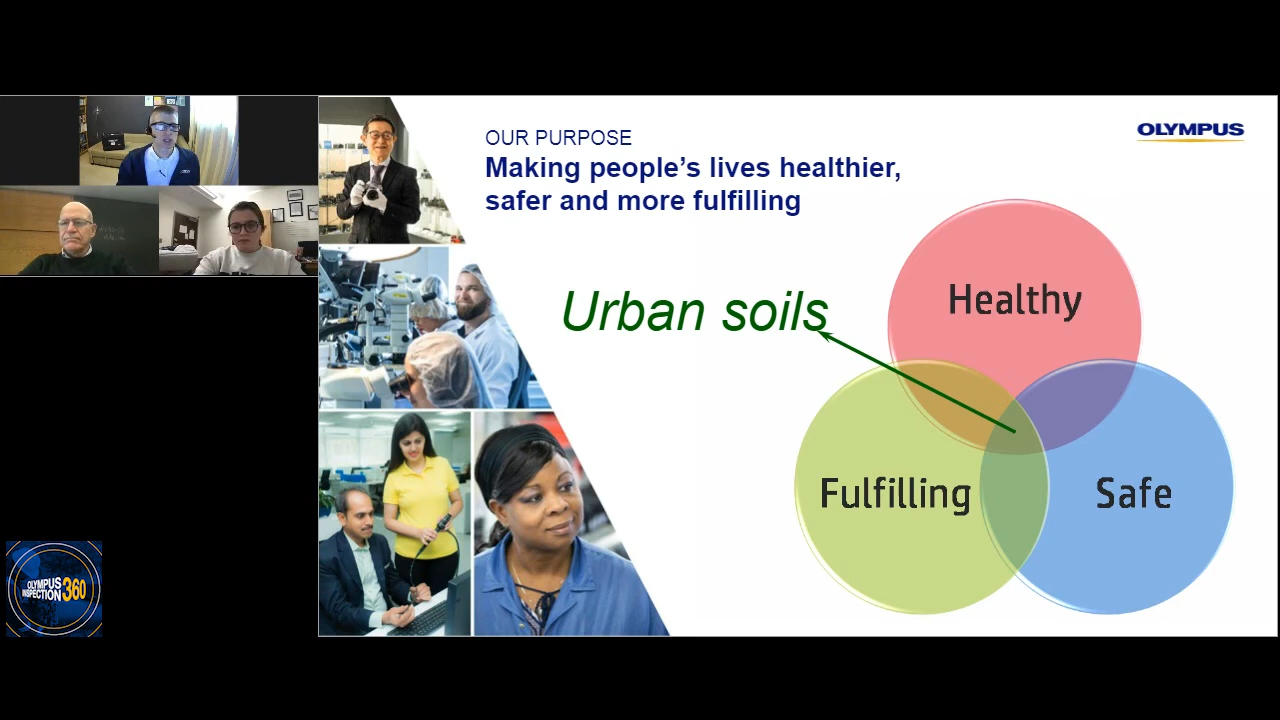 OUR PURPOSE
Making people’s lives healthier,
safer and more fulfilling
OLYMPUS
Urban soils
Healthy
Fulfilling
Safe
OLYMPUS
INSPECTION
360